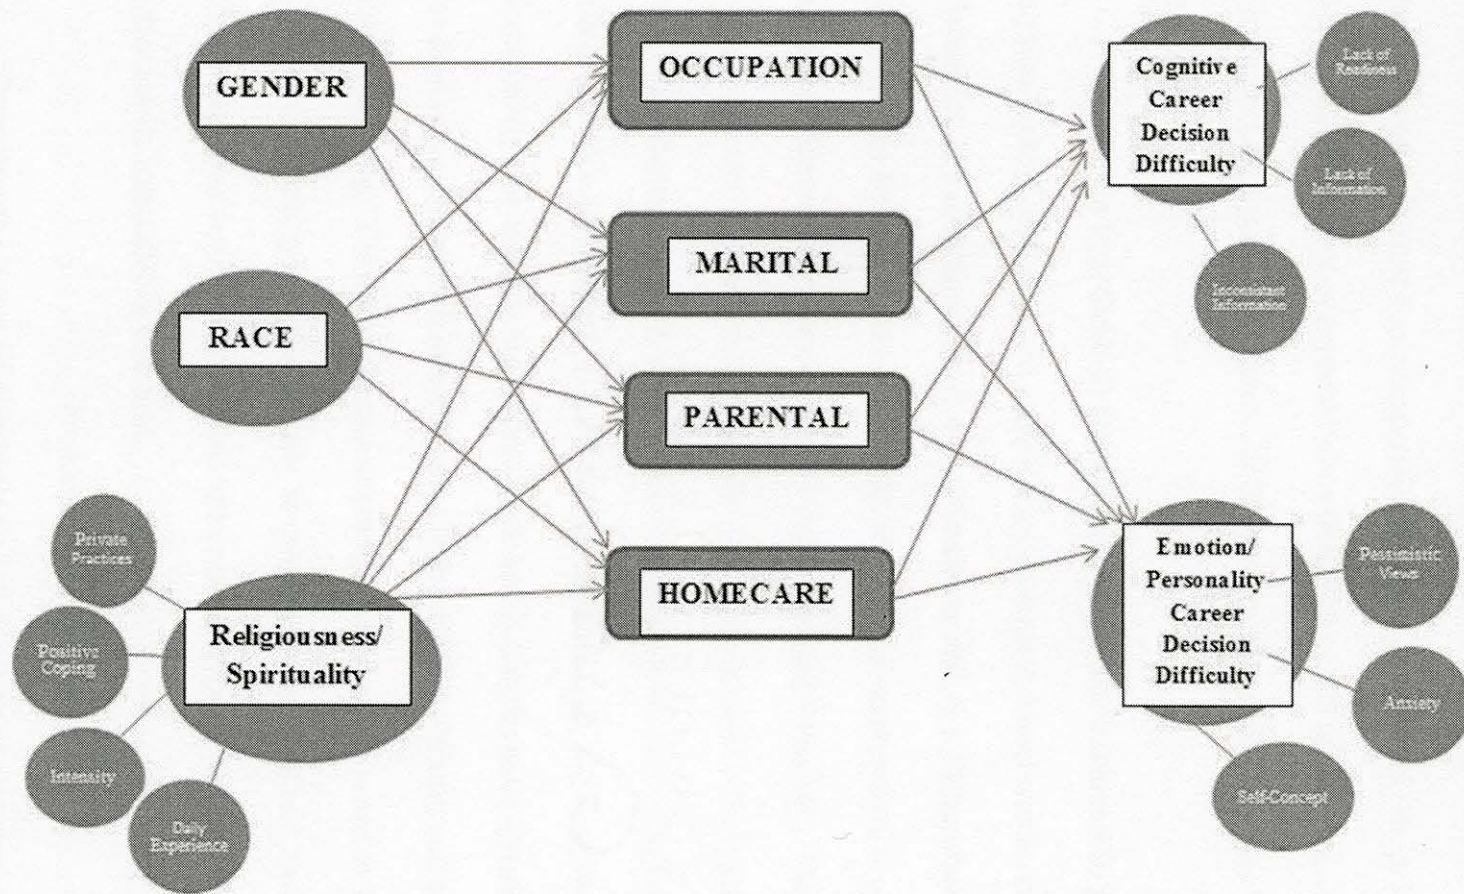 GENDER
RACE
Private
Practices
Positive
Coping
Intensity
Daily
Experience
Religiousness/
Spirituality
OCCUPATION
MARITAL
PARENTAL
HOMECARE
Cognitive
Career
Decision
Difficulty
Lack of
Readiness
Lack of
Information
Inconsistent
Information
Emotion/
Personality
Career
Decision
Difficulty
Pessimistic
Views
Anxiety
Self-Concept